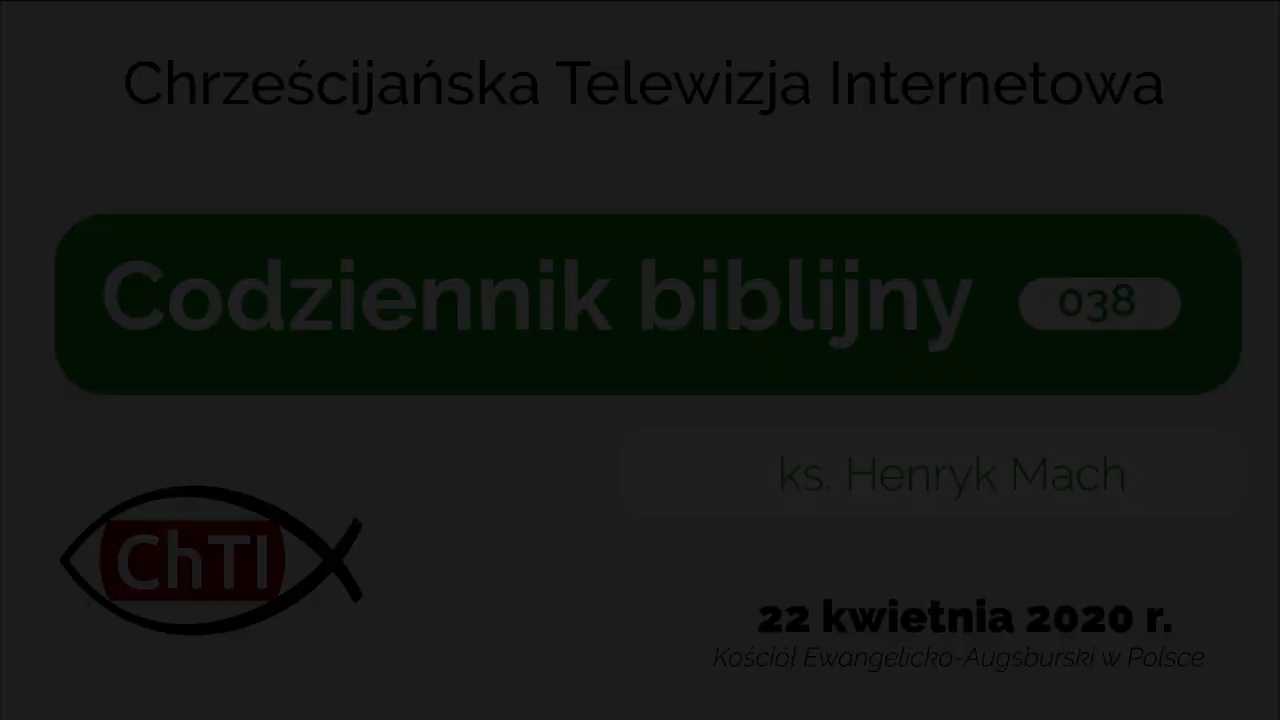 Chrześcijańska Telewizja Internetowa
Codziennik biblijny 038
ks. Henryk Mach
ChTI
22 kwietnia 2020 r.
Kościół Ewangelicko-Augsburski w Polsce